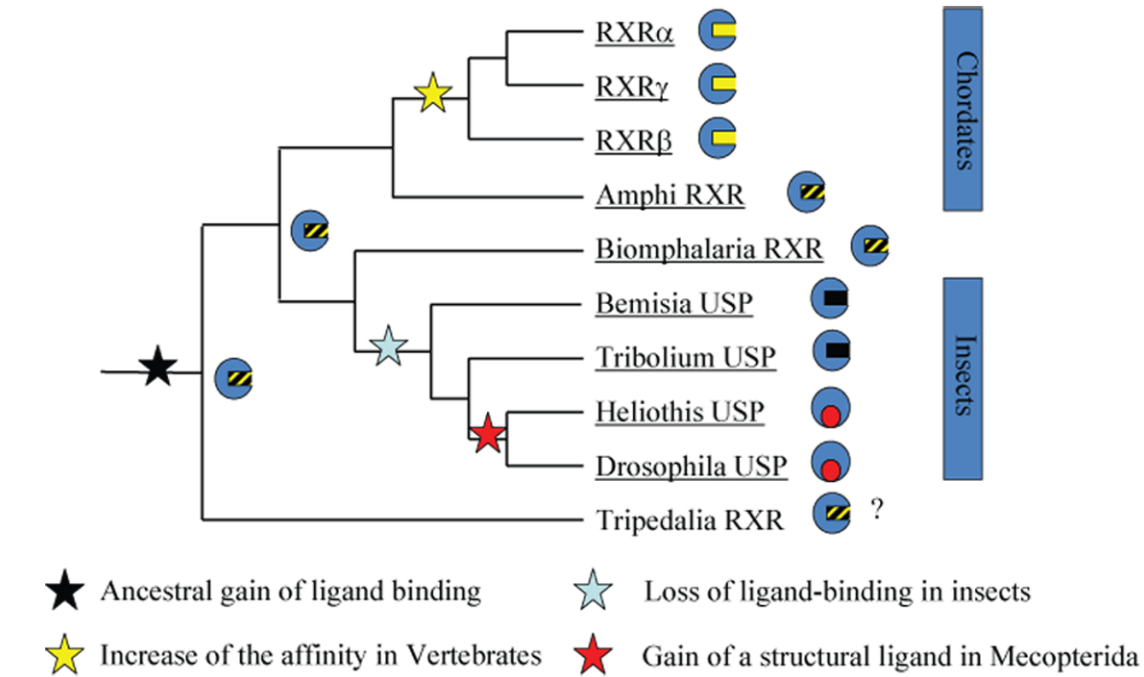 RXRα
RXRγ
RXRβ
Amphi RXR
Biomphalaria RXR
Bemisia USP
Tribolium USP
Heliothis USP
Drosophila USP
Tripedalia RXR ?
Chordates
Insects
Ancestral gain of ligand binding
Loss of ligand-binding in insects
Increase of the affinity in Vertebrates
Gain of a structural ligand in Mecopterida